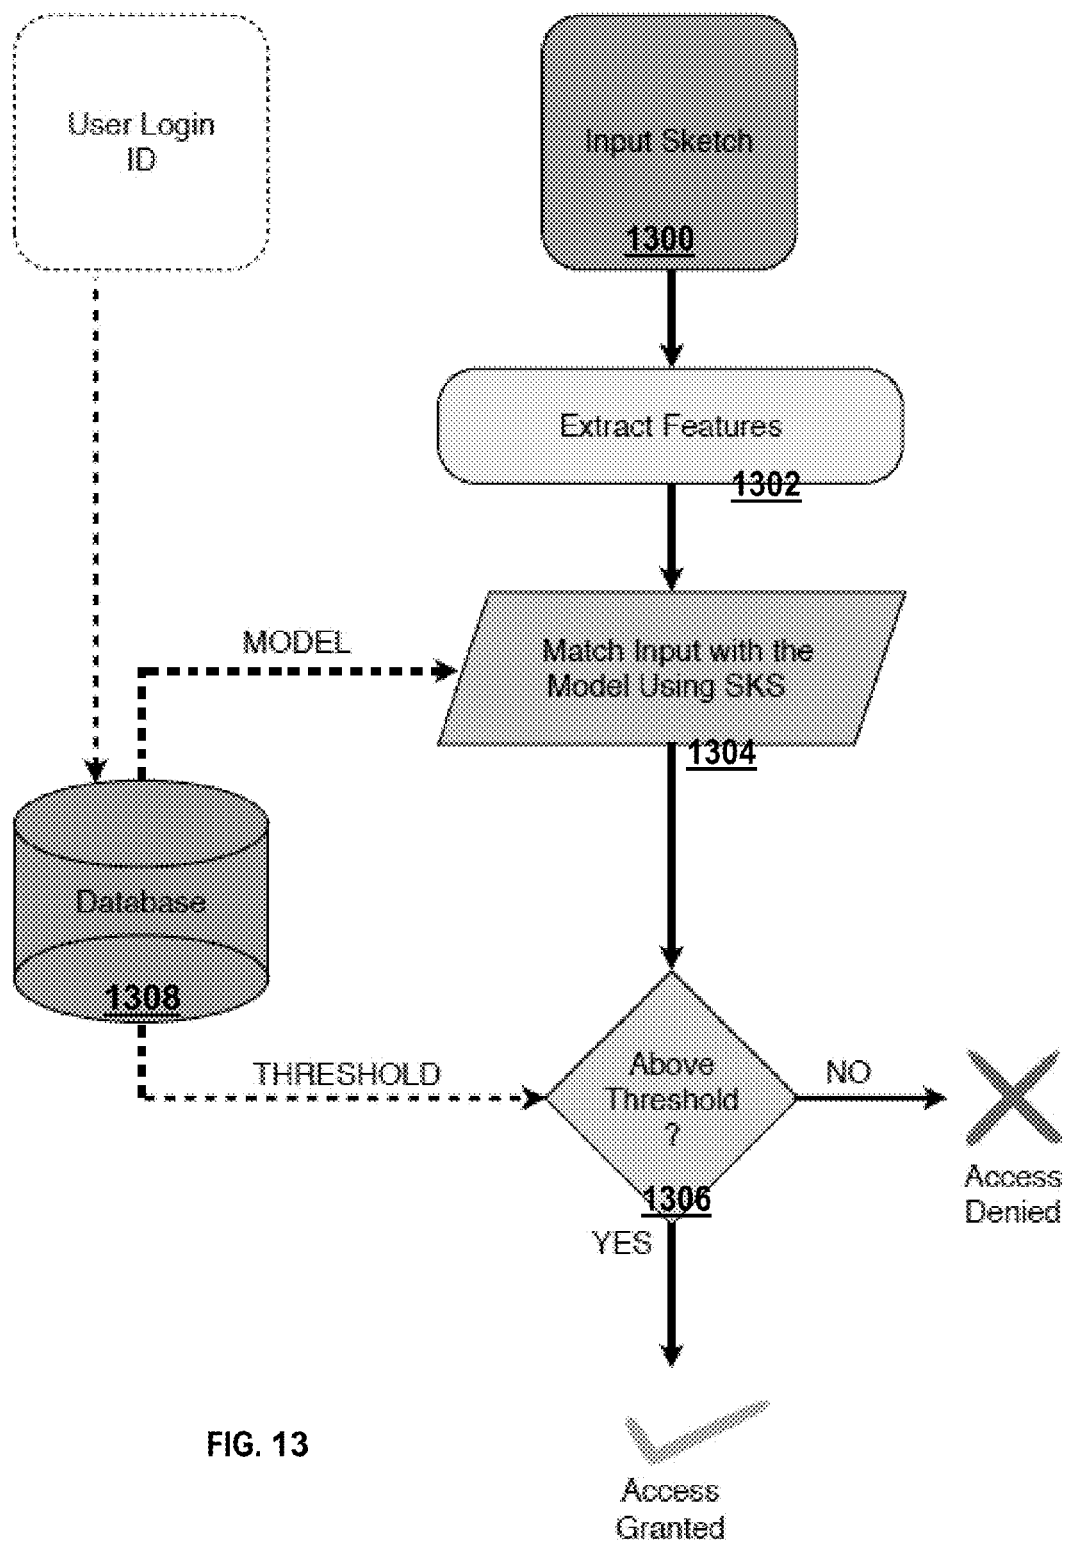 User Login
ID
Input Sketch
1300
Extract Features
1302
MODEL
Match Input with the
Model Using SKS
1304
Database
1308
THRESHOLD
Above
Threshold
?
1306
NO
Access
Denied
YES
Access
Granted
FIG. 13